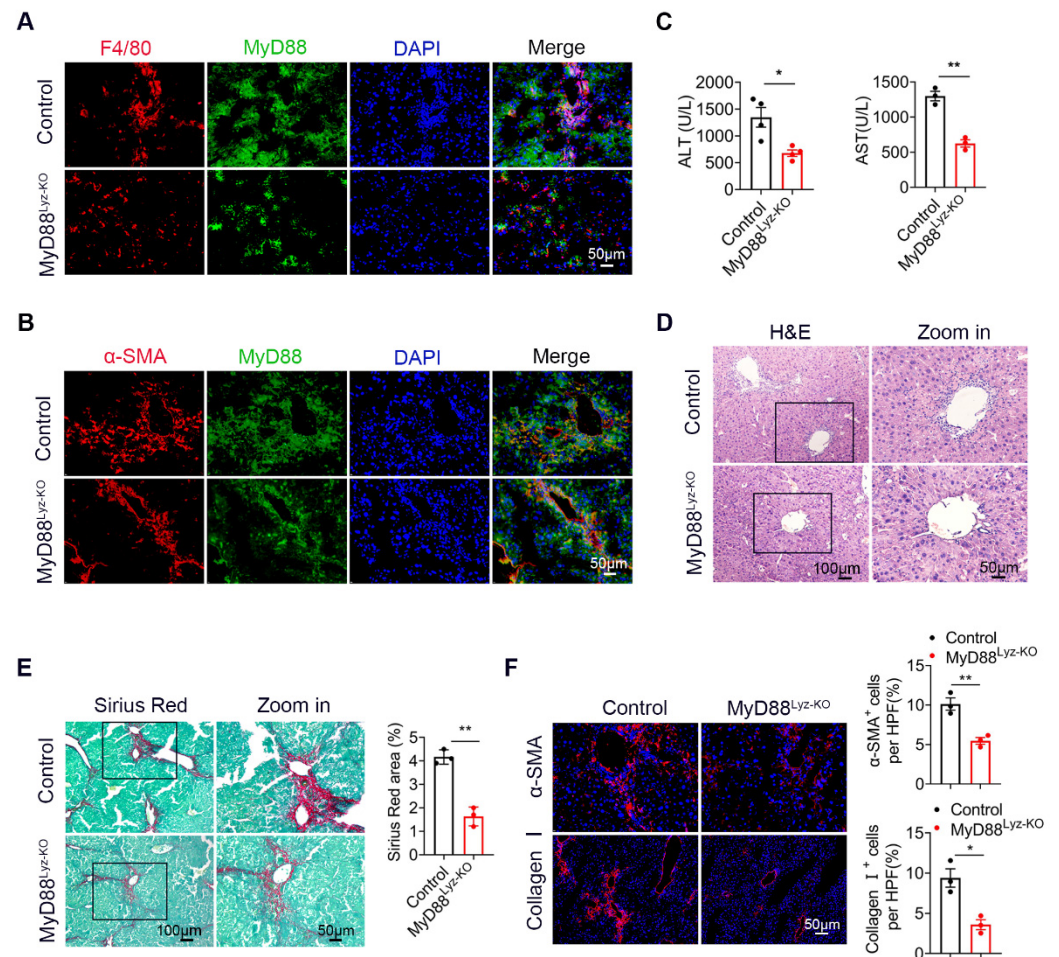 A
F4/80 MyD88 DAPI Merge
Control
MyD88Lyz-KO
50μm
B
α-SMA MyD88 DAPI Merge
Control
MyD88Lyz-KO
50μm
C
ALT (U/L)
2000
1500
1000
500
0
*
Control
MyD88Lyz-KO
AST(U/L)
1500
1000
500
0
**
Control
MyD88Lyz-KO
D
H&E Zoom in
Control
MyD88Lyz-KO
100μm 50μm
E
Sirius Red Zoom in
Control
MyD88Lyz-KO
100μm 50μm
Sirius Red area (%)
5
4
3
2
1
0
**
Control
MyD88Lyz-KO
F
Control MyD88Lyz-KO
α-SMA
Collagen I
50μm
Control
MyD88Lyz-KO
α-SMA+ cells
per HPF(%)
15
10
5
0
**
Control
MyD88Lyz-KO
Collagen I+ cells
per HPF(%)
15
10
5
0
*